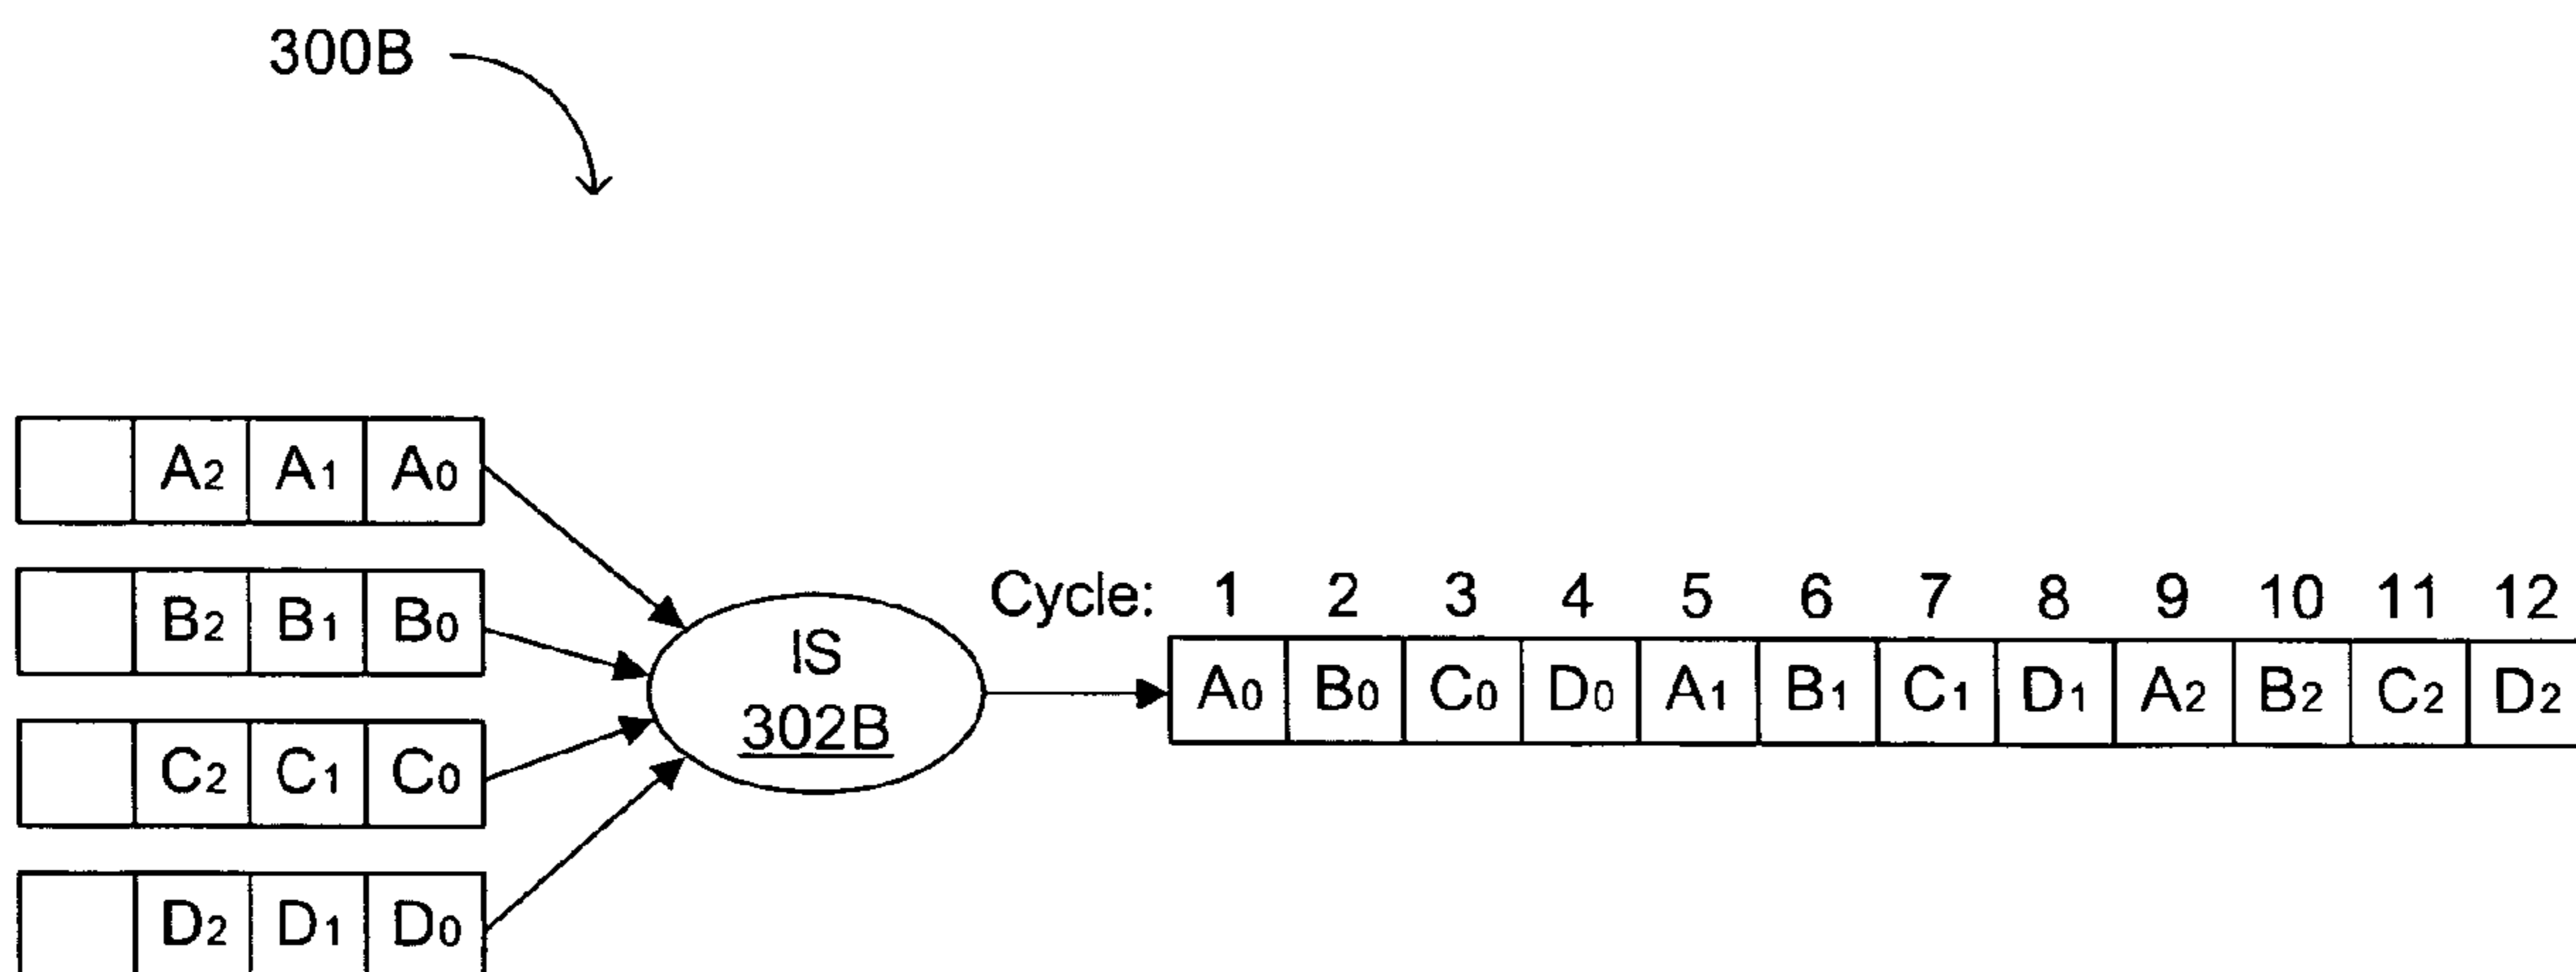 300B
A2 A1 A0
B2 B1 B0
C2 C1 C0
D2 D1 D0
IS
302B
Cycle: 1 2 3 4 5 6 7 8 9 10 11 12
A0 B0 C0 D0 A1 B1 C1 D1 A2 B2 C2 D2